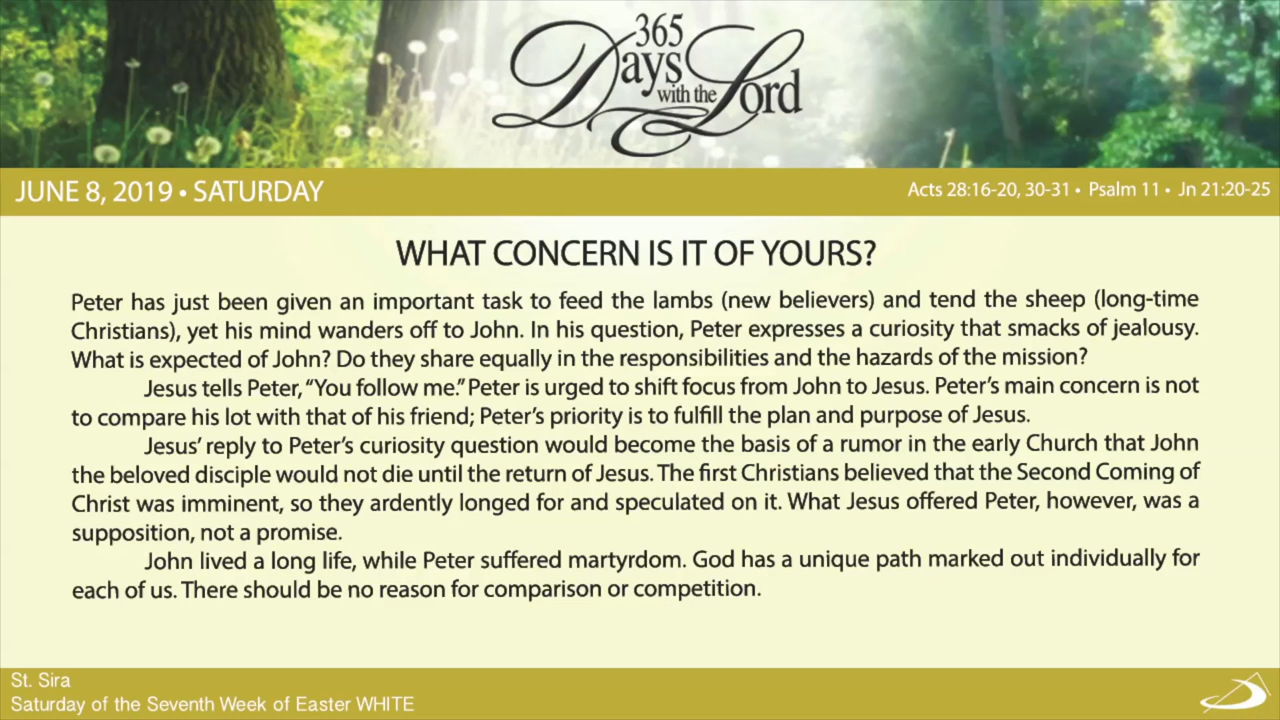 365
Days
with the
Lord
JUNE 8, 2019 • SATURDAY
Acts 28:16-20, 30-31 • Psalm 11 • Jn 21:20-25
WHAT CONCERN IS IT OF YOURS?
Peter has just been given an important task to feed the lambs (new believers) and tend the sheep (long-time
Christians), yet his mind wanders off to John. In his question, Peter expresses a curiosity that smacks of jealousy.
What is expected of John? Do they share equally in the responsibilities and the hazards of the mission?
Jesus tells Peter, “You follow me.” Peter is urged to shift focus from John to Jesus. Peter’s main concern is not
to compare his lot with that of his friend; Peter’s priority is to fulfill the plan and purpose of Jesus.
Jesus’ reply to Peter’s curiosity question would become the basis of a rumor in the early Church that John
the beloved disciple would not die until the return of Jesus. The first Christians believed that the Second Coming of
Christ was imminent, so they ardently longed for and speculated on it. What Jesus offered Peter, however, was a
supposition, not a promise.
John lived a long life, while Peter suffered martyrdom. God has a unique path marked out individually for
each of us. There should be no reason for comparison or competition.
St. Sira
Saturday of the Seventh Week of Easter WHITE